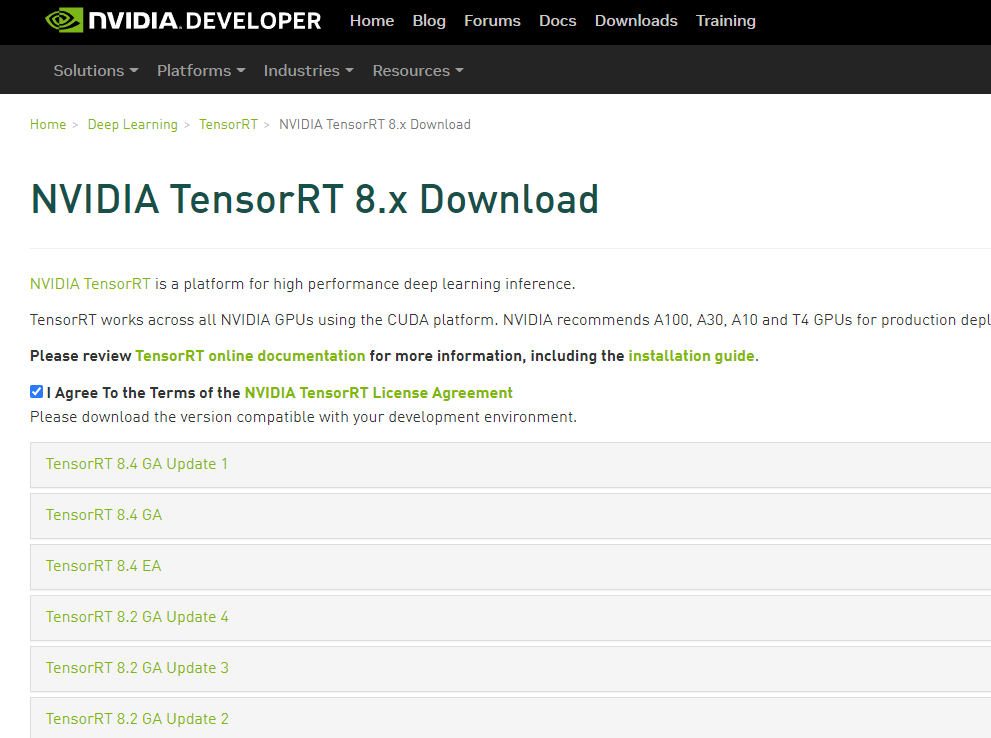 NVIDIA. DEVELOPER Home Blog Forums Docs Downloads Training
Solutions Platforms Industries Resources
Home > Deep Learning > TensorRT > NVIDIA TensorRT 8.x Download
NVIDIA TensorRT 8.x Download
NVIDIA TensorRT is a platform for high performance deep learning inference.
TensorRT works across all NVIDIA GPUs using the CUDA platform. NVIDIA recommends A100, A30, A10 and T4 GPUs for production depl
Please review TensorRT online documentation for more information, including the installation guide.
I Agree To the Terms of the NVIDIA TensorRT License Agreement
Please download the version compatible with your development environment.
TensorRT 8.4 GA Update 1
TensorRT 8.4 GA
TensorRT 8.4 EA
TensorRT 8.2 GA Update 4
TensorRT 8.2 GA Update 3
TensorRT 8.2 GA Update 2